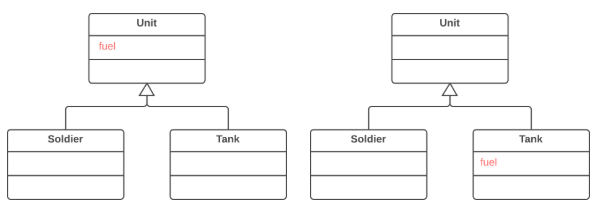 Unit
fuel
Soldier
Tank
Unit
Soldier
Tank
fuel